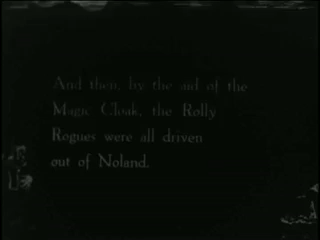 And then, by the aid of the
Magic Cloak, the Rolly
Rogues were all driven
out of Noland.